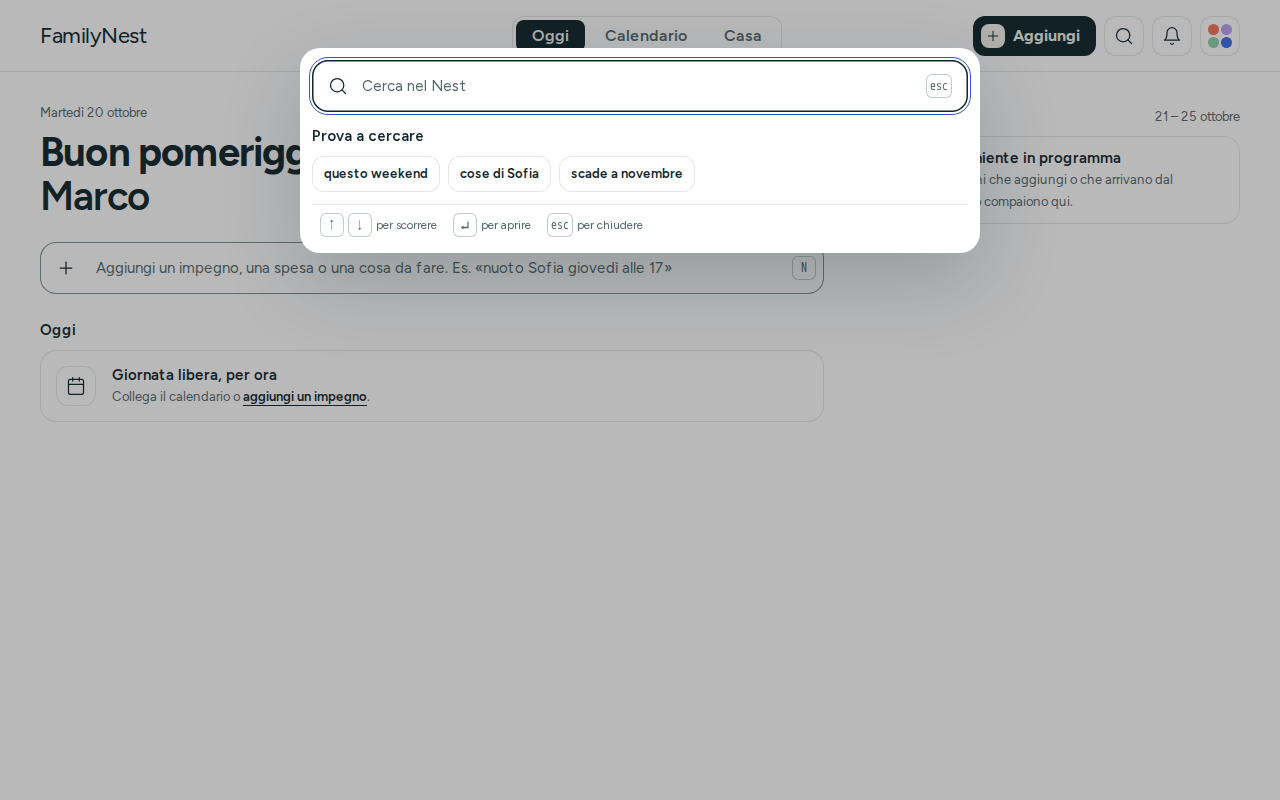 FamilyNest
Oggi
Calendario
Casa
Aggiungi
Cerca nel Nest
esc
Prova a cercare
questo weekend
cose di Sofia
scade a novembre
↑ ↓ per scorrere
↵ per aprire
esc per chiudere
Martedì 20 ottobre
Buon
Marco
Aggiungi un impegno, una spesa o una cosa da fare. Es. «nuoto Sofia giovedì alle 17»
N
Oggi
Giornata libera, per ora
Collega il calendario o aggiungi un impegno.
21 – 25 ottobre
niente in programma
che aggiungi o che arrivano dal
compaiono qui.